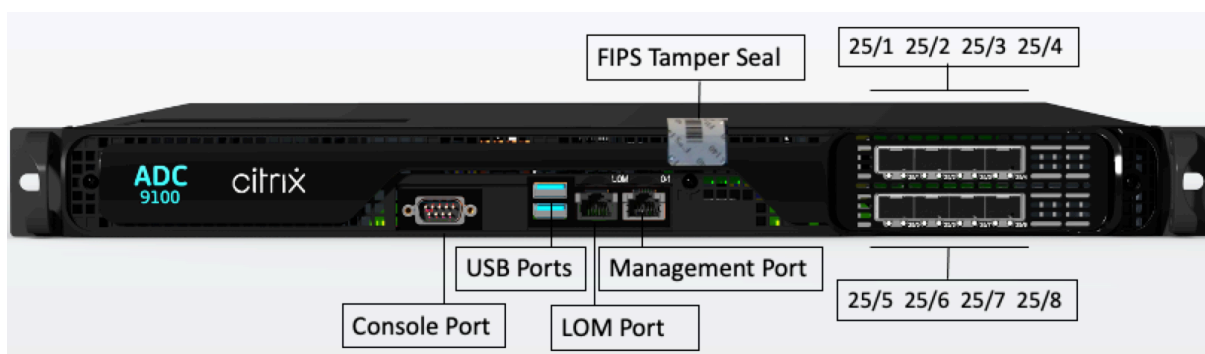 FIPS Tamper Seal
25/1 25/2 25/3 25/4
ADC
9100
citrix
LOM
0/1
USB Ports
Management Port
Console Port
LOM Port
25/5 25/6 25/7 25/8